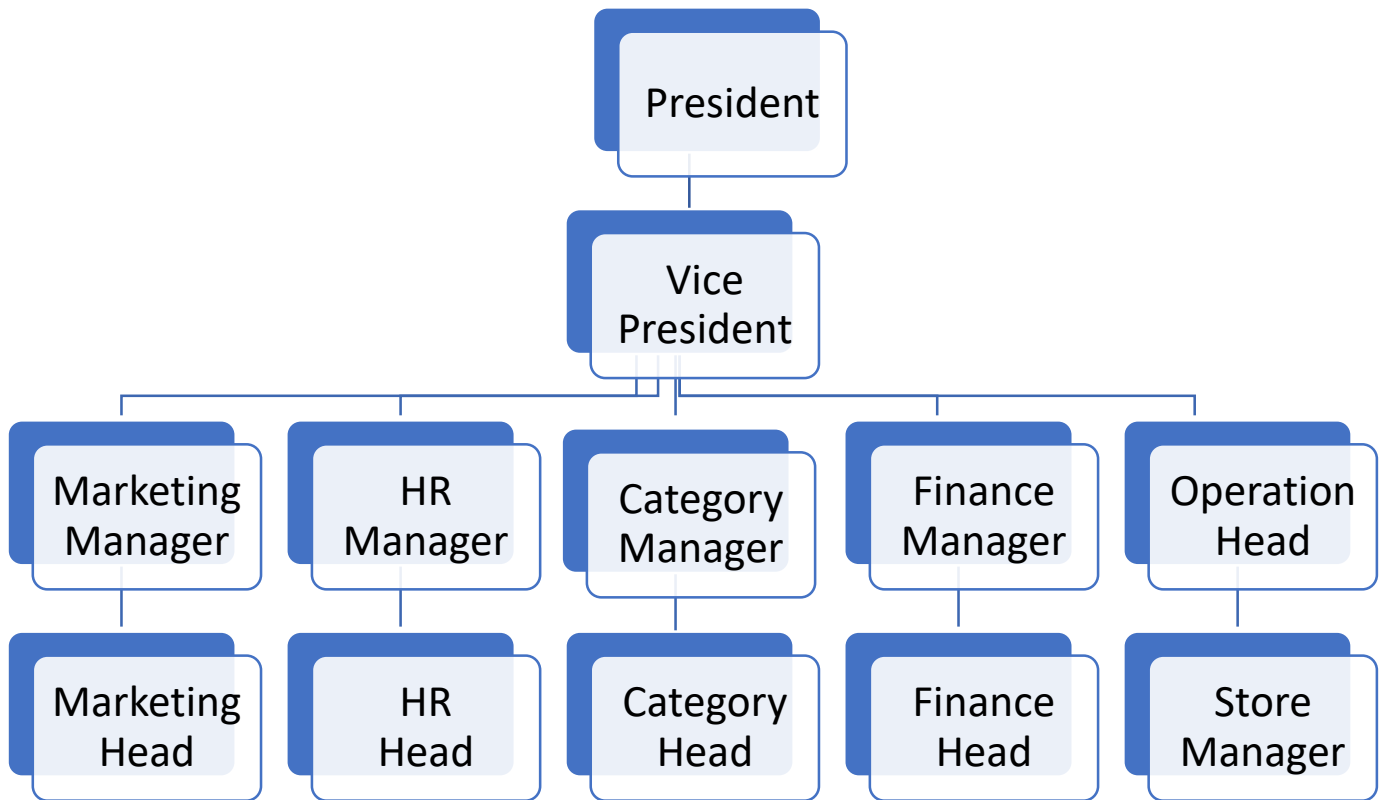 President
Vice
President
Marketing
Manager
HR
Manager
Category
Manager
Finance
Manager
Operation
Head
Marketing
Head
HR
Head
Category
Head
Finance
Head
Store
Manager